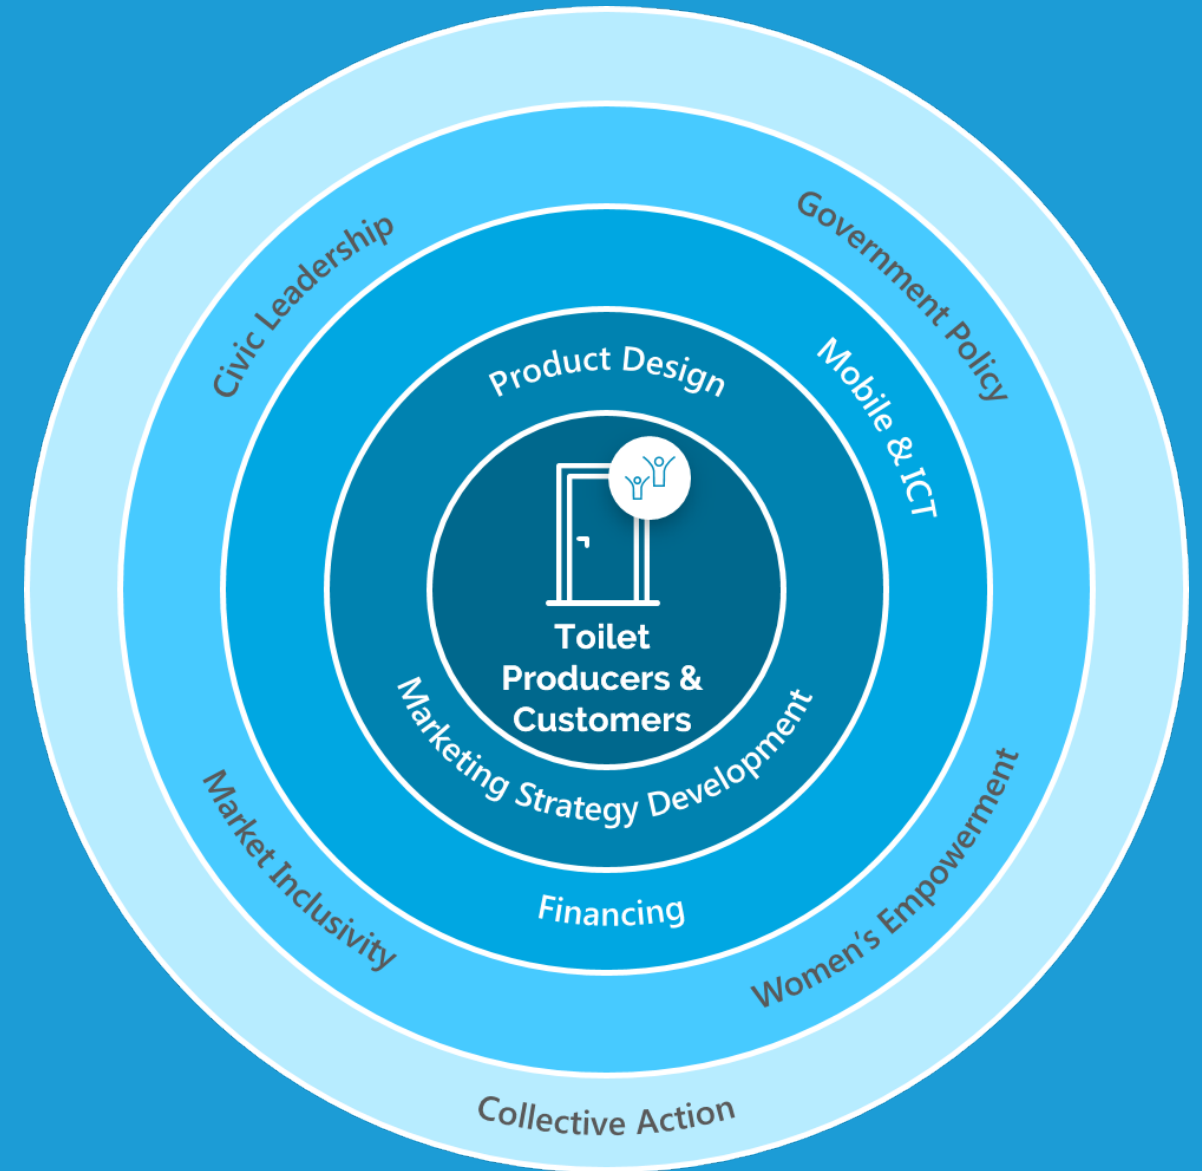 Civic Leadership
Government Policy
Mobile & ICT
Product Design
Toilet
Producers &
Customers
Marketing Strategy Development
Financing
Market Inclusivity
Women's Empowerment
Collective Action